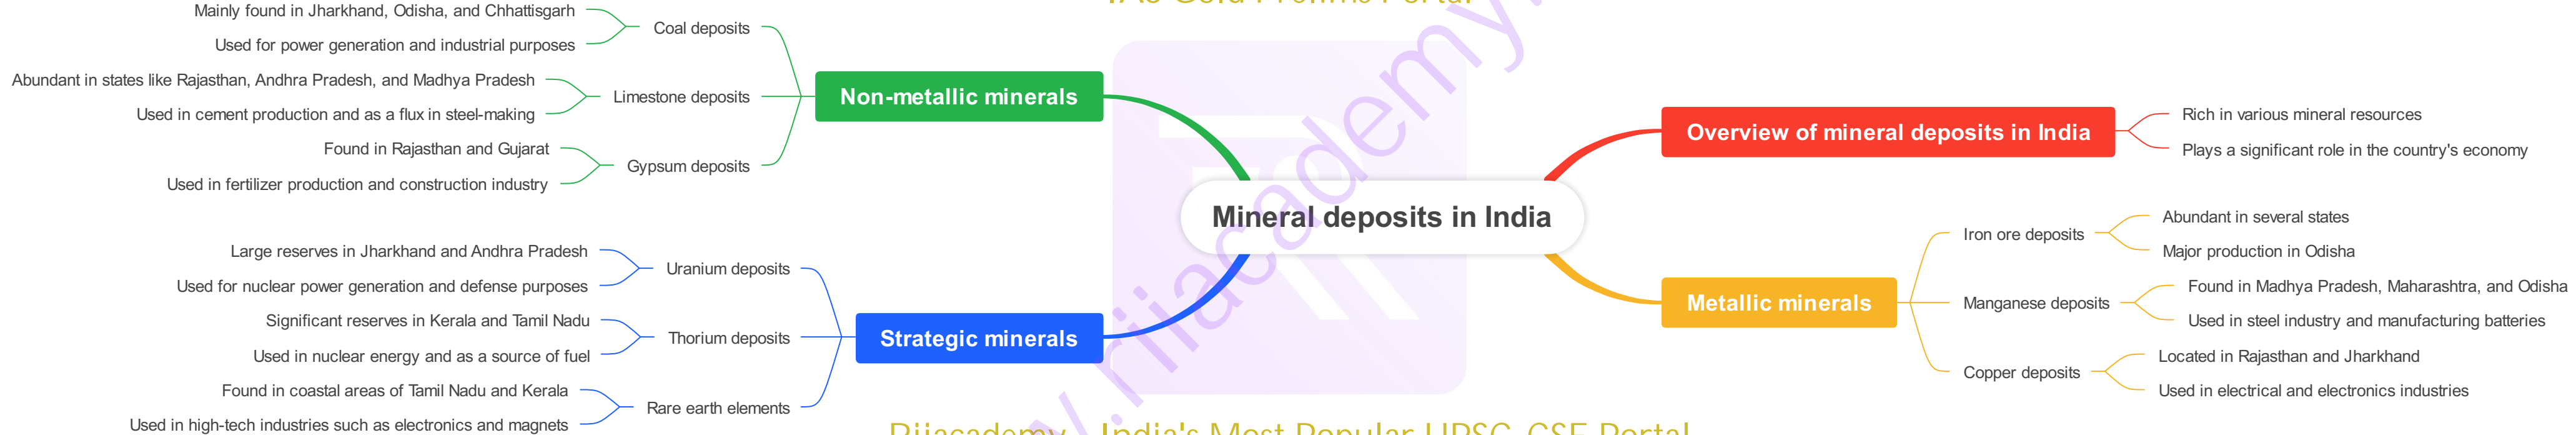 Mineral deposits in India
Non-metallic minerals
Coal deposits
Mainly found in Jharkhand, Odisha, and Chhattisgarh
Used for power generation and industrial purposes
Limestone deposits
Abundant in states like Rajasthan, Andhra Pradesh, and Madhya Pradesh
Used in cement production and as a flux in steel-making
Gypsum deposits
Found in Rajasthan and Gujarat
Used in fertilizer production and construction industry
Strategic minerals
Uranium deposits
Large reserves in Jharkhand and Andhra Pradesh
Used for nuclear power generation and defense purposes
Thorium deposits
Significant reserves in Kerala and Tamil Nadu
Used in nuclear energy and as a source of fuel
Rare earth elements
Found in coastal areas of Tamil Nadu and Kerala
Used in high-tech industries such as electronics and magnets
Overview of mineral deposits in India
Rich in various mineral resources
Plays a significant role in the country's economy
Metallic minerals
Iron ore deposits
Abundant in several states
Major production in Odisha
Manganese deposits
Found in Madhya Pradesh, Maharashtra, and Odisha
Used in steel industry and manufacturing batteries
Copper deposits
Located in Rajasthan and Jharkhand
Used in electrical and electronics industries
India's Most Popular UPSC CSE Portal